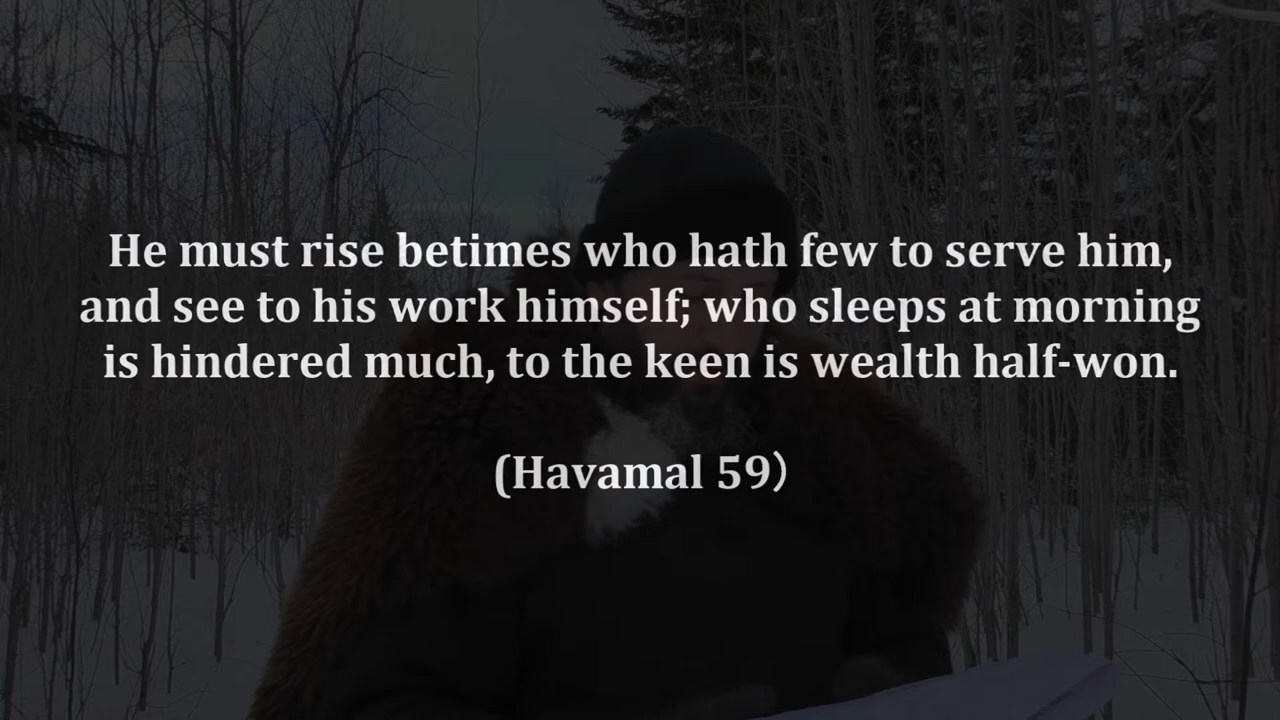 He must rise betimes who hath few to serve him,
and see to his work himself; who sleeps at morning
is hindered much, to the keen is wealth half-won.
(Havamal 59)